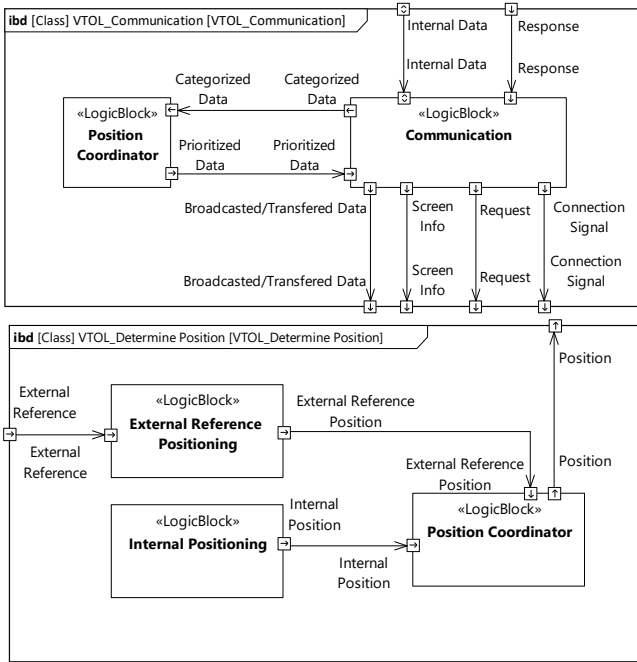 ibd [Class] VTOL_Communication [VTOL_Communication]
Internal Data
Response
Internal Data
Response
Categorized
Data
Categorized
Data
«LogicBlock»
Position
Coordinator
«LogicBlock»
Communication
Prioritized
Data
Prioritized
Data
Broadcasted/Transfered Data
Screen
Info
Request
Connection
Signal
Broadcasted/Transfered Data
Screen
Info
Request
Connection
Signal
ibd [Class] VTOL_Determine Position [VTOL_Determine Position]
Position
External
Reference
External
Reference
«LogicBlock»
External Reference
Positioning
External Reference
Position
External Reference
Position
Position
«LogicBlock»
Internal Positioning
Internal
Position
Internal
Position
«LogicBlock»
Position Coordinator